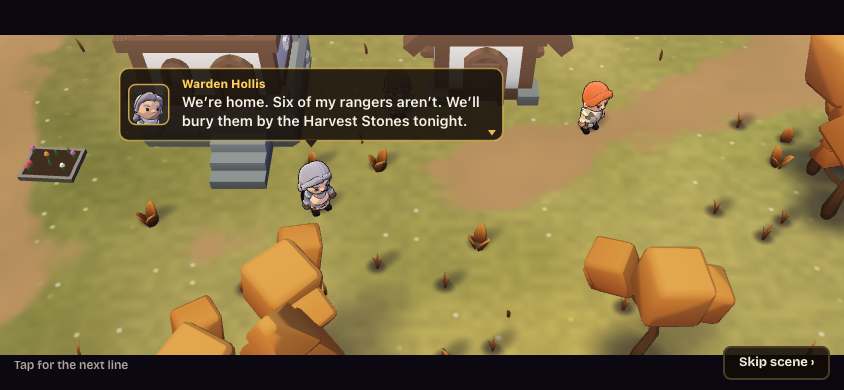 Warden Hollis
We're home. Six of my rangers aren't. We'll
bury them by the Harvest Stones tonight.
Tap for the next line
Skip scene ›